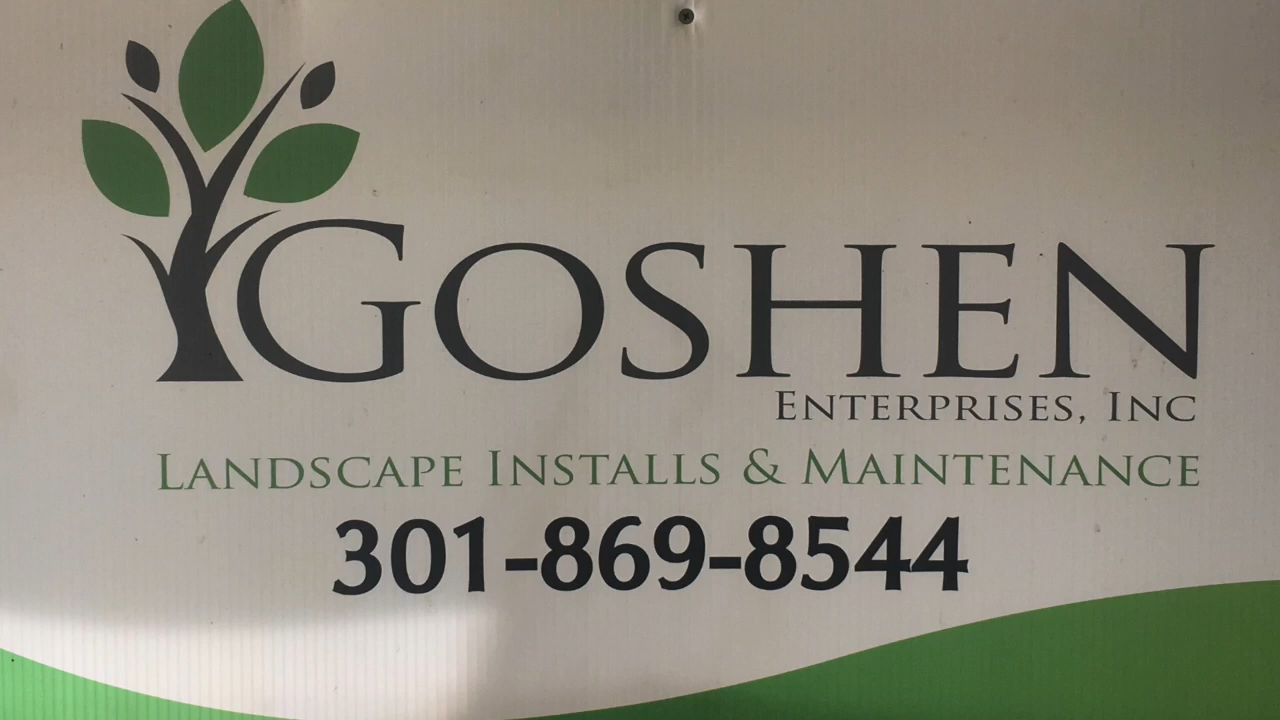 GOSHEN
ENTERPRISES, INC
LANDSCAPE INSTALLS & MAINTENANCE
301-869-8544